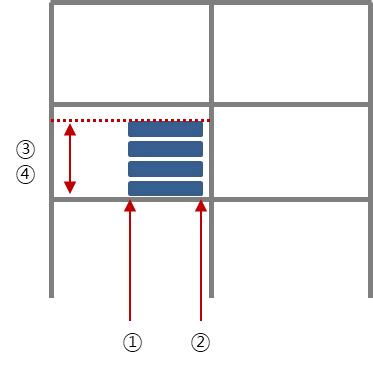 ③
④
① ②